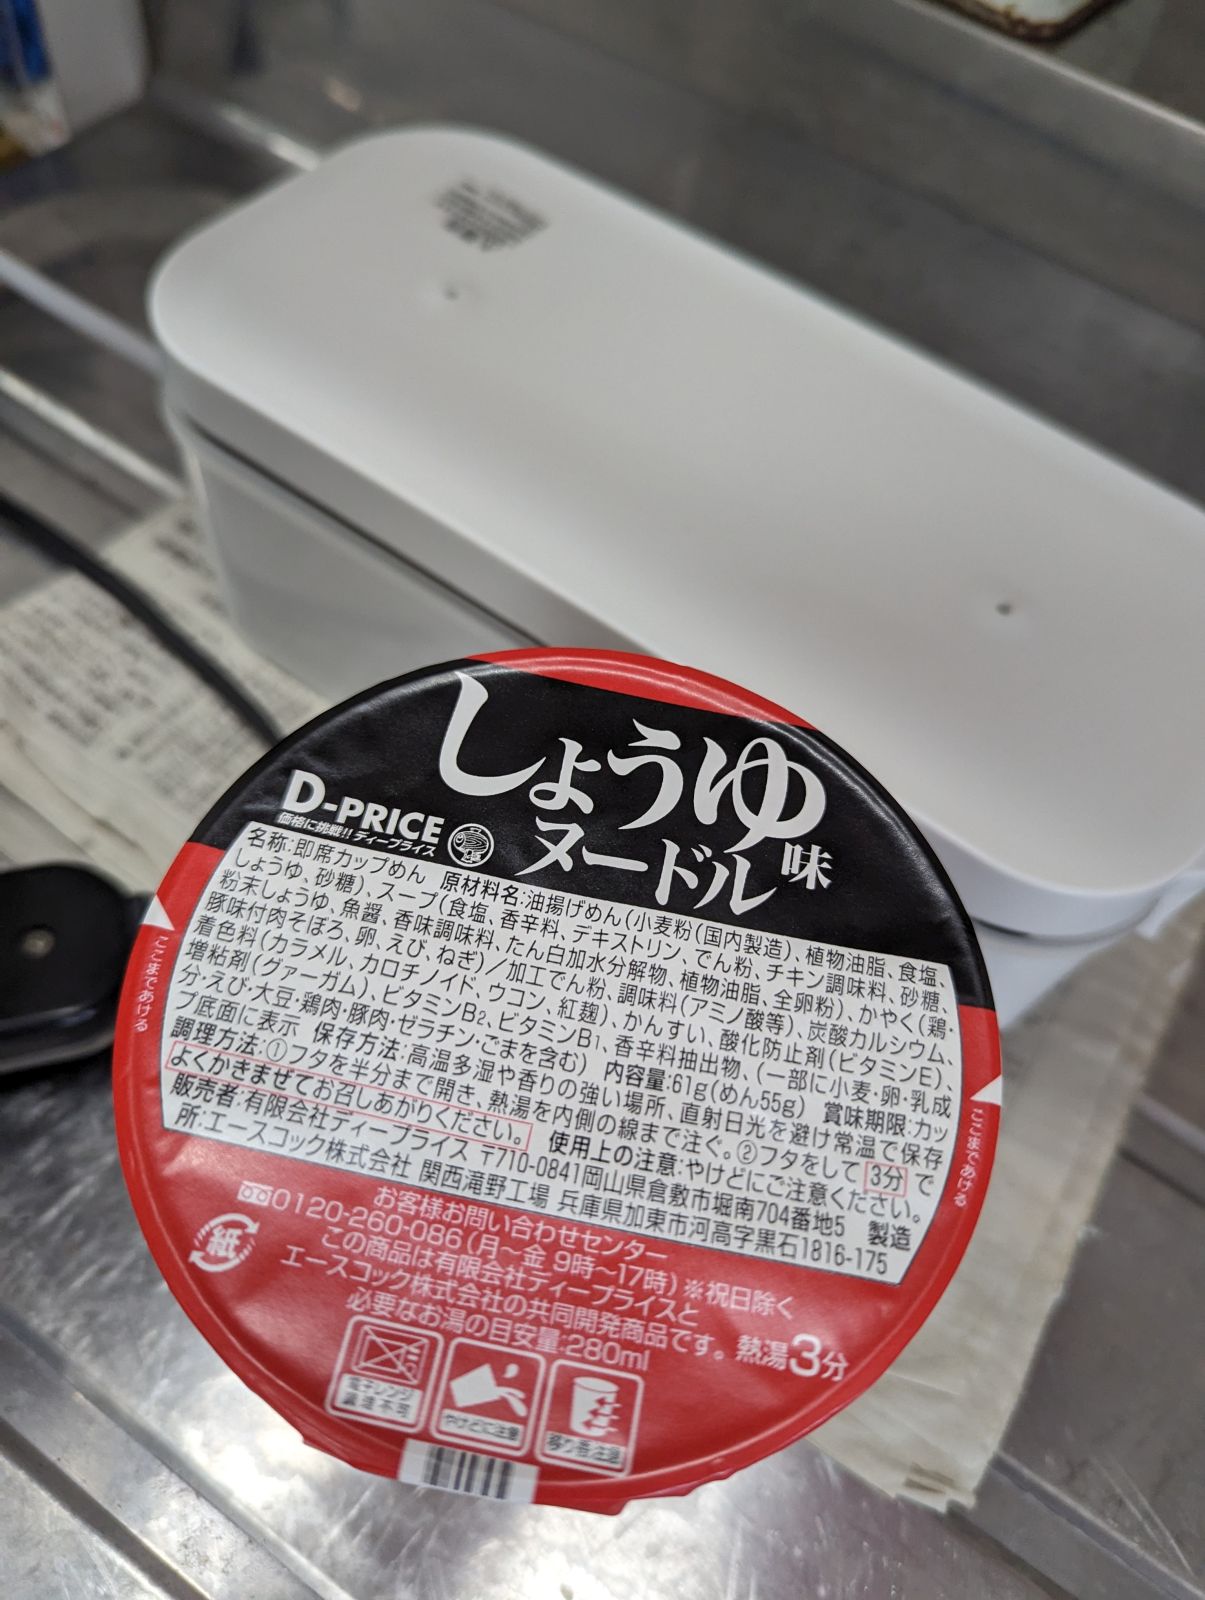 しょうゆ
ヌードル味
D-PRICE
価格に挑戦!!ディープライス
名称:即席カップめん 原材料名:油揚げめん(小麦粉(国内製造)、植物油脂、食塩、
しょうゆ、砂糖)、スープ(食塩、香辛料、デキストリン、でん粉、チキン調味料、砂糖、
粉末しょうゆ、魚醤、香味調味料、たん白加水分解物、植物油脂、全卵粉)、かやく(鶏・
豚味付肉そぼろ、卵、えび、ねぎ)/加工でん粉、調味料(アミノ酸等)、炭酸カルシウム、
着色料(カラメル、カロチノイド、ウコン、紅麹)、かんすい、酸化防止剤(ビタミンE)、
増粘剤(グァーガム)、ビタミンB2、ビタミンB1、香辛料抽出物、(一部に小麦・卵・乳成
分・えび・大豆・鶏肉・豚肉・ゼラチン・ごまを含む) 内容量:61g(めん55g) 賞味期限:カッ
プ底面に表示 保存方法:高温多湿や香りの強い場所、直射日光を避け常温で保存
調理方法:①フタを半分まで開き、熱湯を内側の線まで注ぐ。②フタをして3分で
よくかきまぜてお召しあがりください。 使用上の注意:やけどにご注意ください。
販売者:有限会社ディープライス 〒710-0841岡山県倉敷市堀南704番地5 製造
所:エースコック株式会社 関西滝野工場 兵庫県加東市河高字黒石1816-175
ここまであける
ここまであける
お客様お問い合わせセンター
0120-260-086(月~金 9時~17時)※祝日除く
この商品は有限会社ディープライスと
エースコック株式会社の共同開発商品です。
必要なお湯の目安量:280ml
熱湯3分
紙
電子レンジ
調理不可
やけどに注意
移り香注意